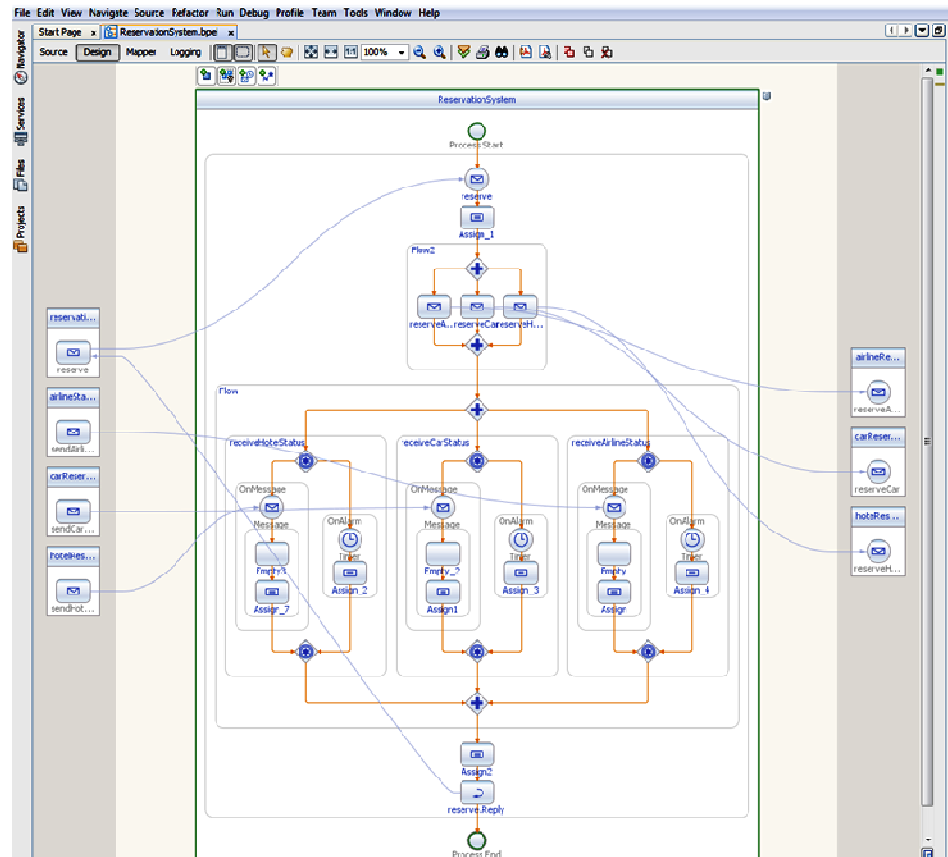 File Edit View Navigate Source Refactor Run Debug Profile Team Tools Window Help
Start Page x ReservationSystem.bpel x
Source Design Mapper Logging 100%
Navigator
Services
Files
Projects
ReservationSystem
ProcessStart
reserve
Assign_1
Flow2
reserveA... reserveCar reserveH...
reservati...
reserve
airlineSta...
sendAirli...
carReser...
sendCar...
hotelRes...
sendHot...
airlineRe...
reserveA...
carReser...
reserveCar
hotelRes...
reserveH...
Flow
receiveHotelStatus receiveCarStatus receiveAirlineStatus
OnMessage OnMessage OnMessage
Message OnAlarm Message OnAlarm Message OnAlarm
Timer Timer Timer
Empty3 Empty_2 Empty
Assign_7 Assign_2 Assign1 Assign_3 Assign Assign_4
Assign2
reserve.Reply
Process End